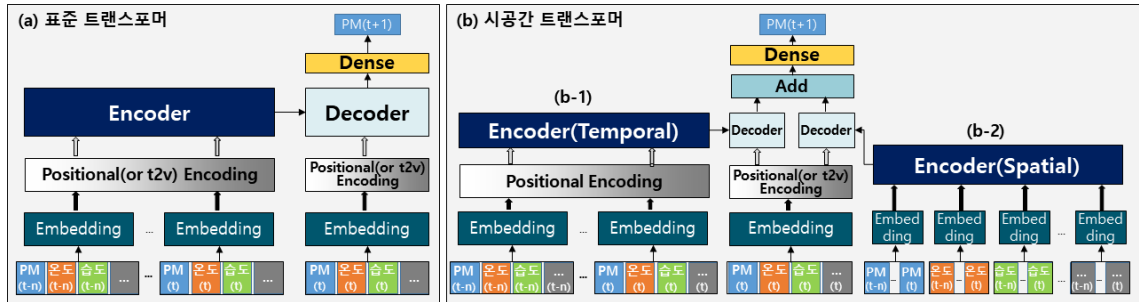 (a) 표준 트랜스포머
PM(t+1)
Dense
Encoder
Decoder
Positional(or t2v) Encoding
Positional(or t2v)
Encoding
Embedding
...
Embedding
Embedding
PM
(t-n)
온도
(t-n)
습도
(t-n)
...
...
PM
(t)
온도
(t)
습도
(t)
...
PM
(t)
온도
(t)
습도
(t)
...
(b) 시공간 트랜스포머
PM(t+1)
Dense
Add
(b-1)
Encoder(Temporal)
Decoder
Decoder
(b-2)
Encoder(Spatial)
Positional Encoding
Positional(or t2v)
Encoding
Embedding
...
Embedding
Embedding
Embed
ding
Embed
ding
Embed
ding
...
Embed
ding
PM
(t-n)
온도
(t-n)
습도
(t-n)
...
(t-n)
...
PM
(t)
온도
(t)
습도
(t)
...
(t)
PM
(t)
온도
(t)
습도
(t)
...
(t)
PM
(t-n)
–
PM
(t)
온도
(t-n)
–
온도
(t)
습도
(t-n)
–
습도
(t)
...
...
(t-n)
–
...
(t)